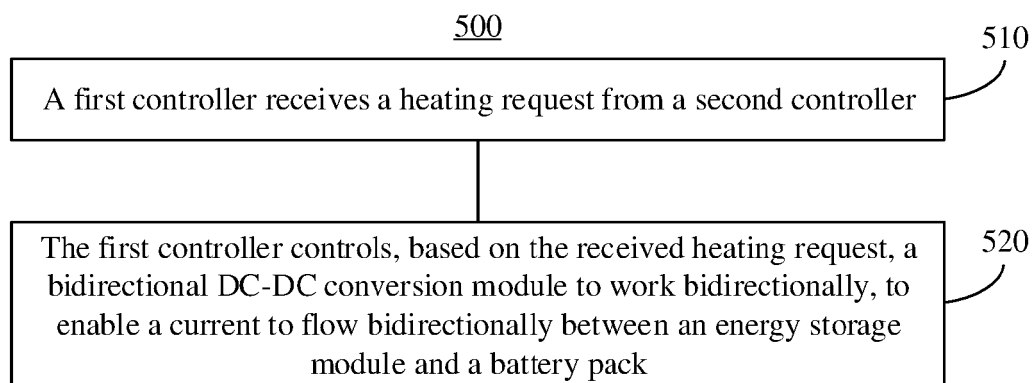 500
510
A first controller receives a heating request from a second controller
520
The first controller controls, based on the received heating request, a
bidirectional DC-DC conversion module to work bidirectionally, to
enable a current to flow bidirectionally between an energy storage
module and a battery pack